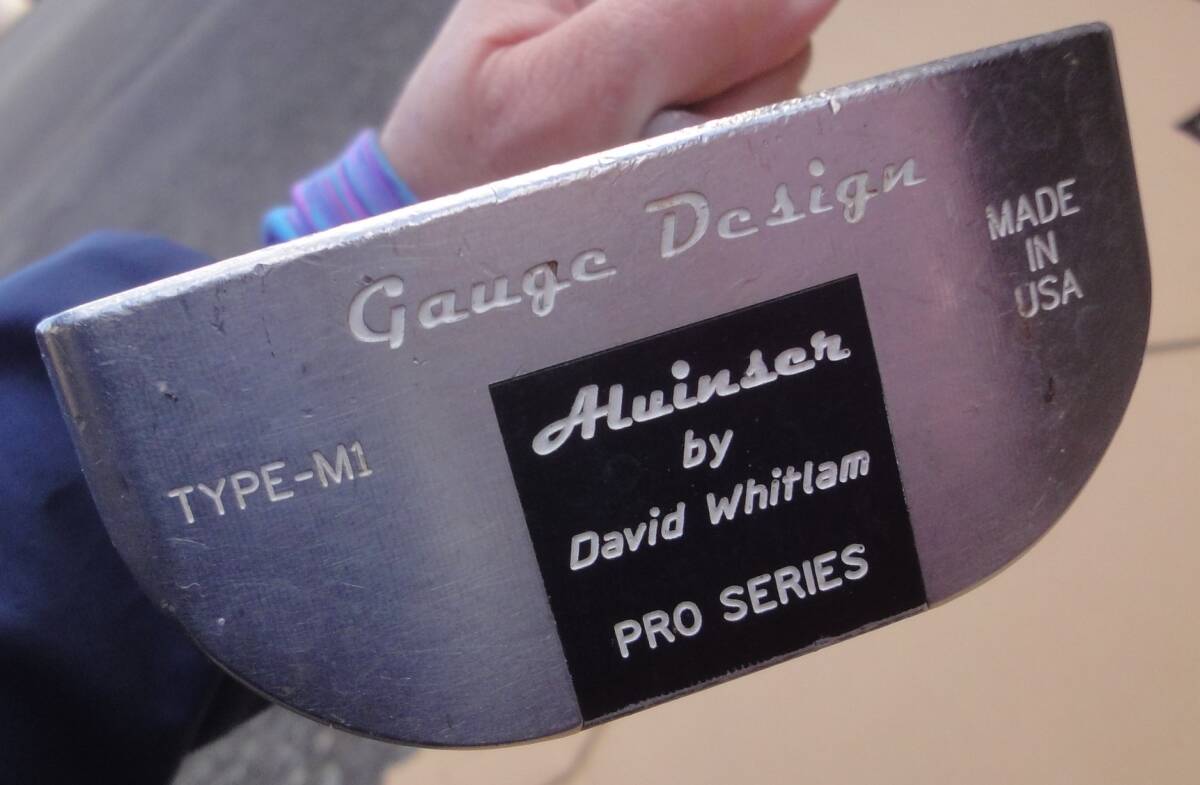 Gauge Design
MADE
IN
USA
TYPE-M1
Aluinser
by
David Whitlam
PRO SERIES